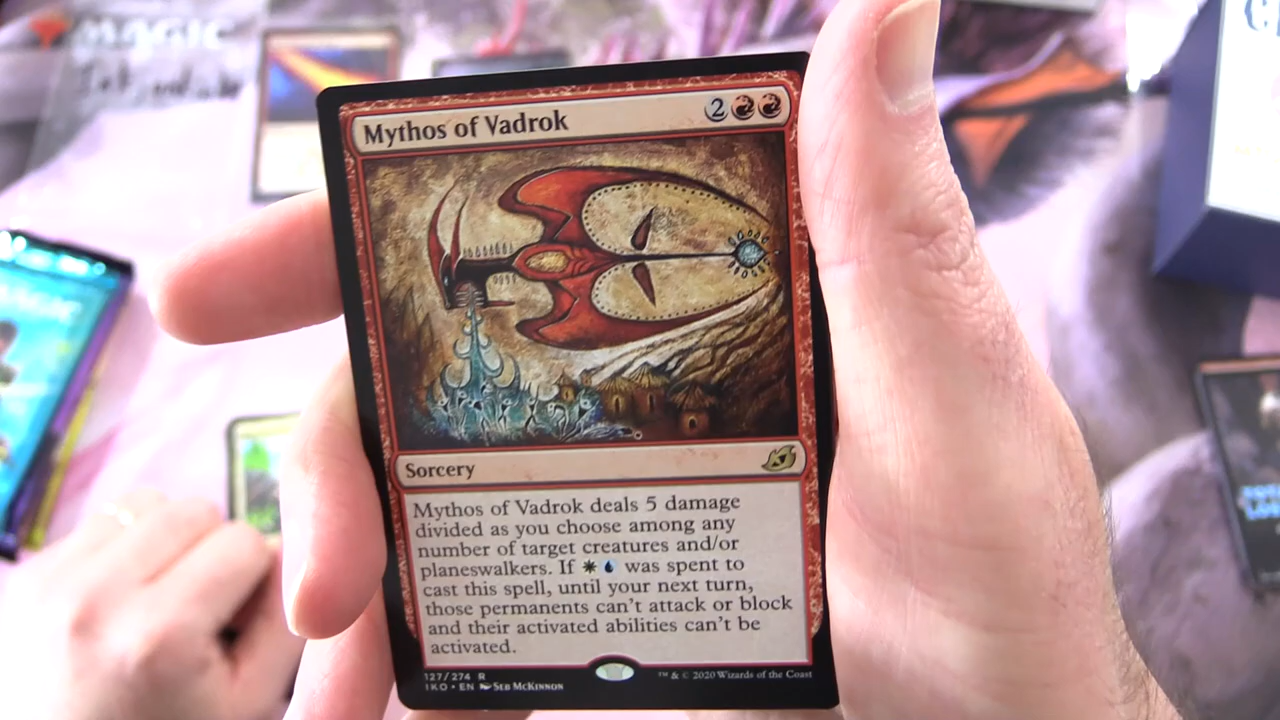 MAGIC
Mythos of Vadrok
2
Sorcery
Mythos of Vadrok deals 5 damage
divided as you choose among any
number of target creatures and/or
planeswalkers. If was spent to
cast this spell, until your next turn,
those permanents can't attack or block
and their activated abilities can't be
activated.
127/274 R
IKO • EN SEB MCKINNON
™ & © 2020 Wizards of the Coast